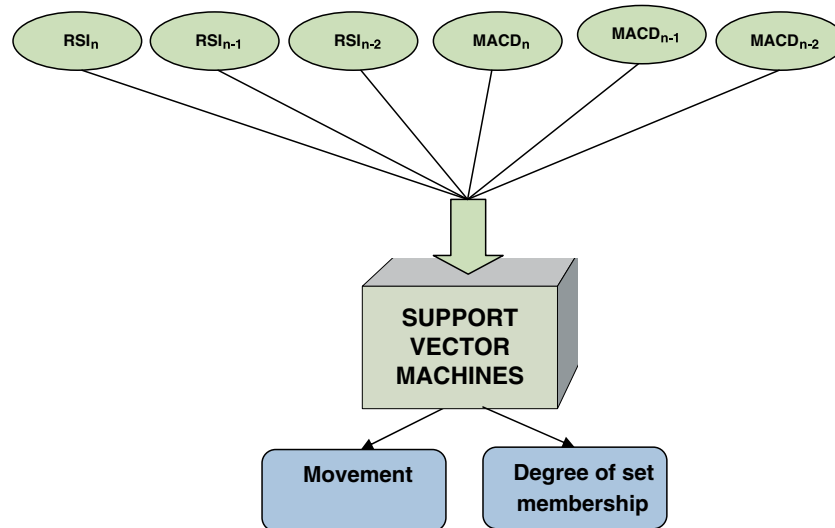 RSIn
RSIn-1
RSIn-2
MACDn
MACDn-1
MACDn-2
SUPPORT
VECTOR
MACHINES
Movement
Degree of set
membership